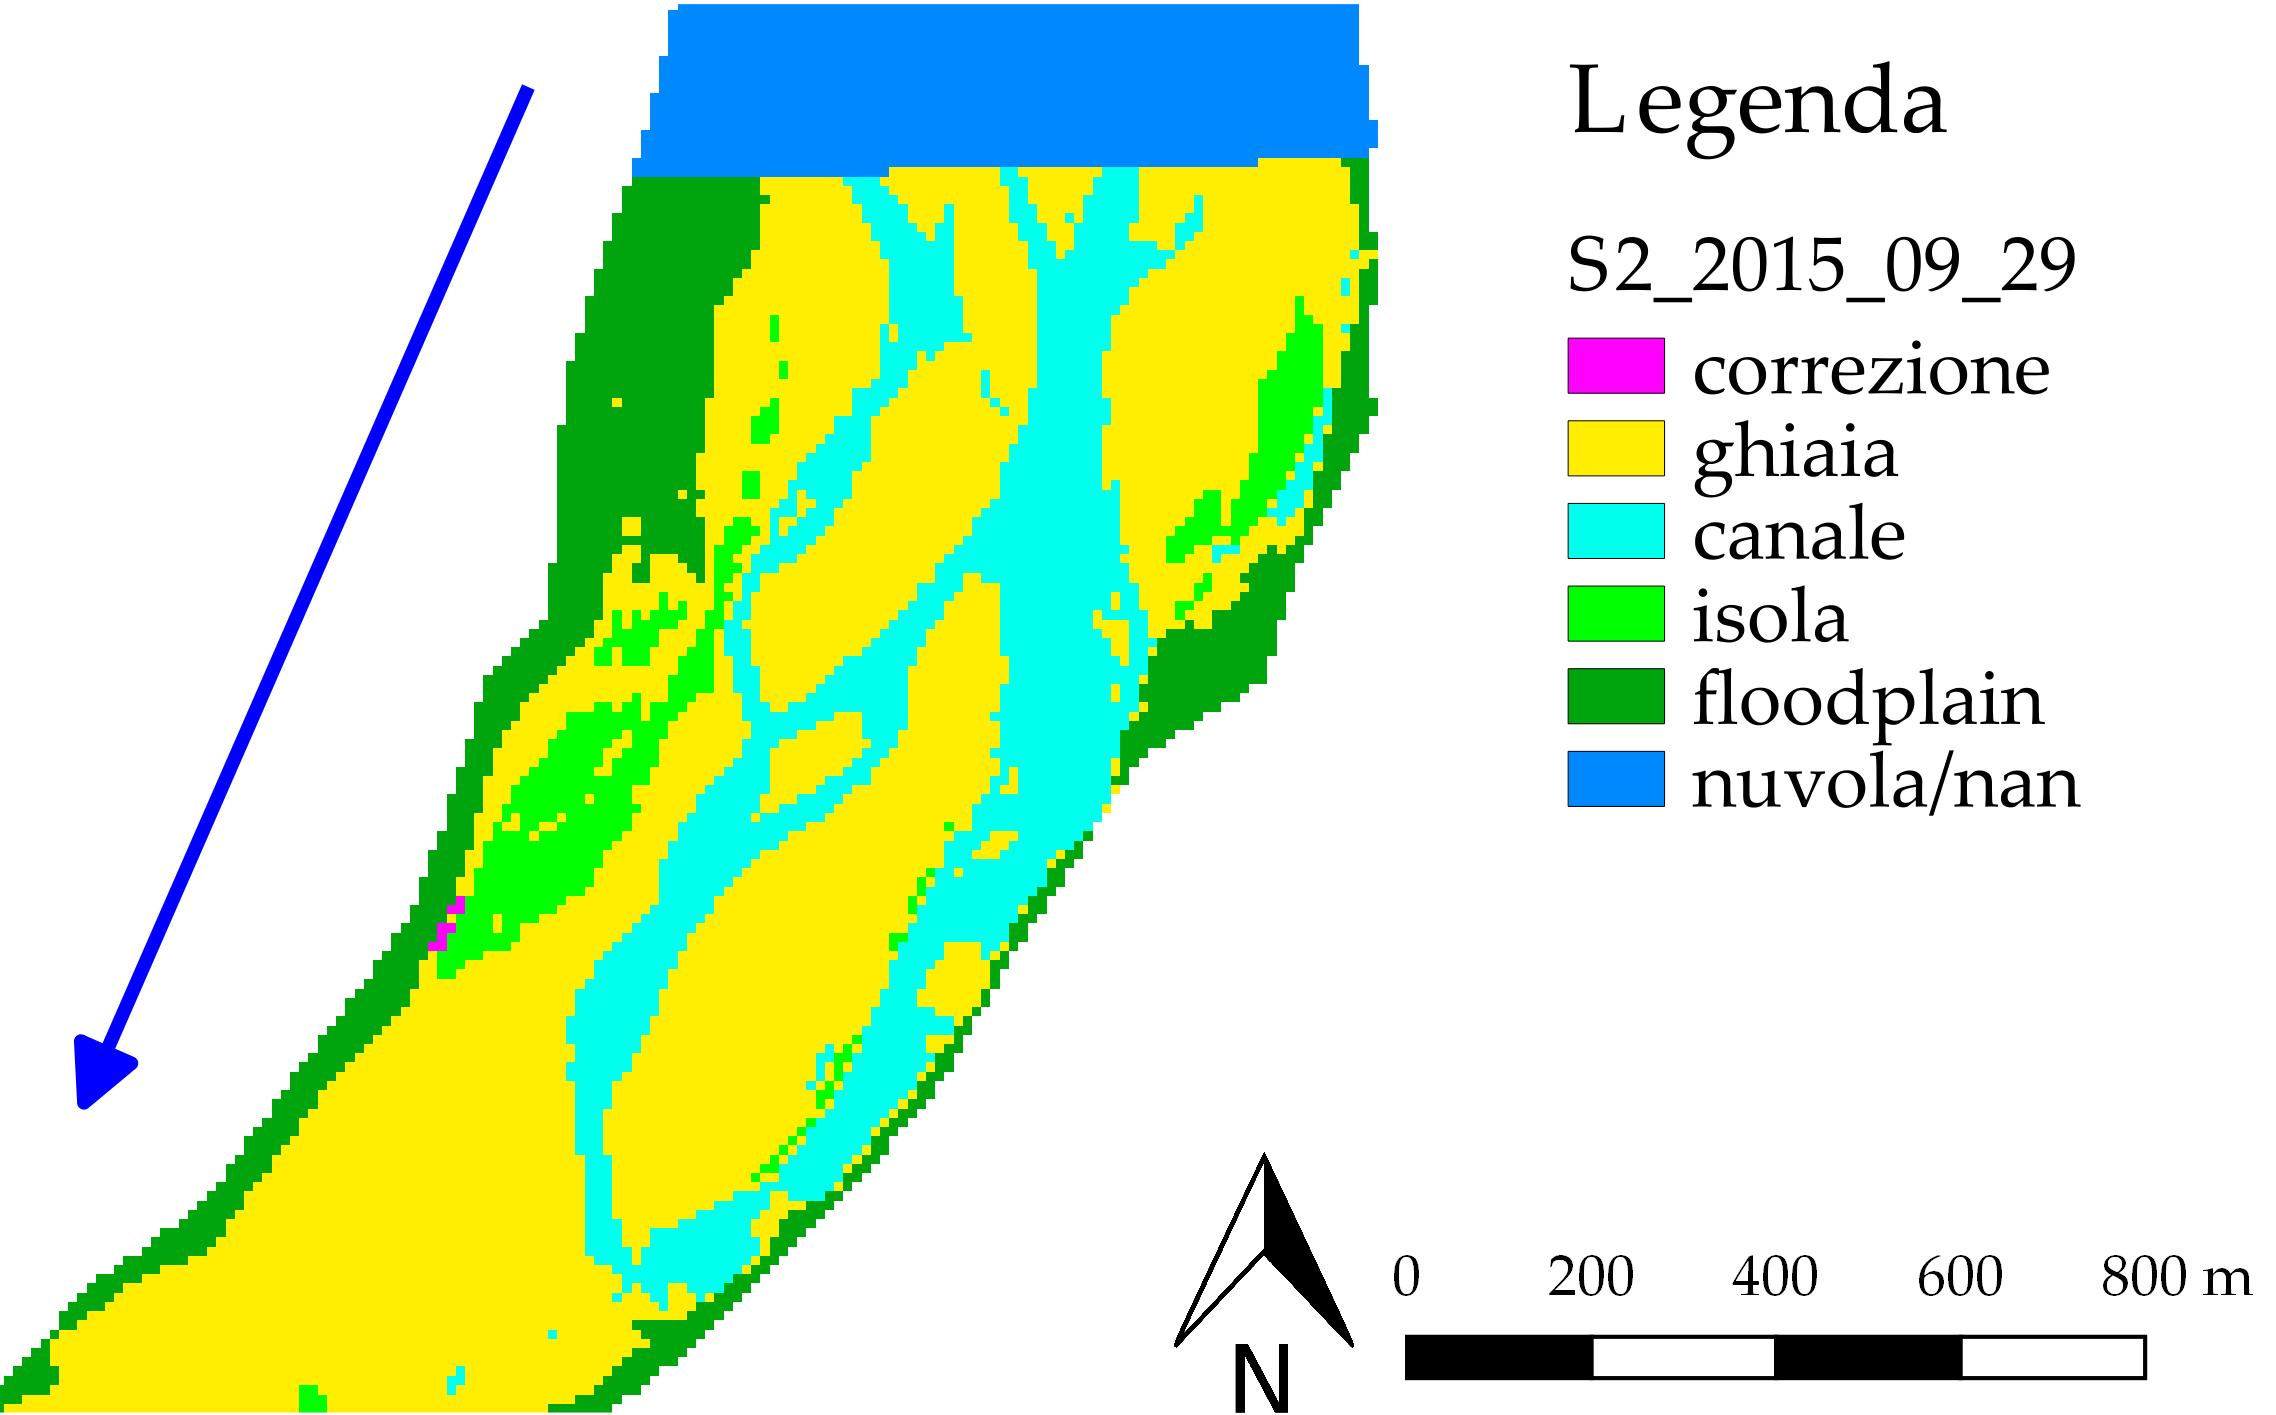 Legenda
S2_2015_09_29
correzione
ghiaia
canale
isola
floodplain
nuvola/nan
0 200 400 600 800 m
N